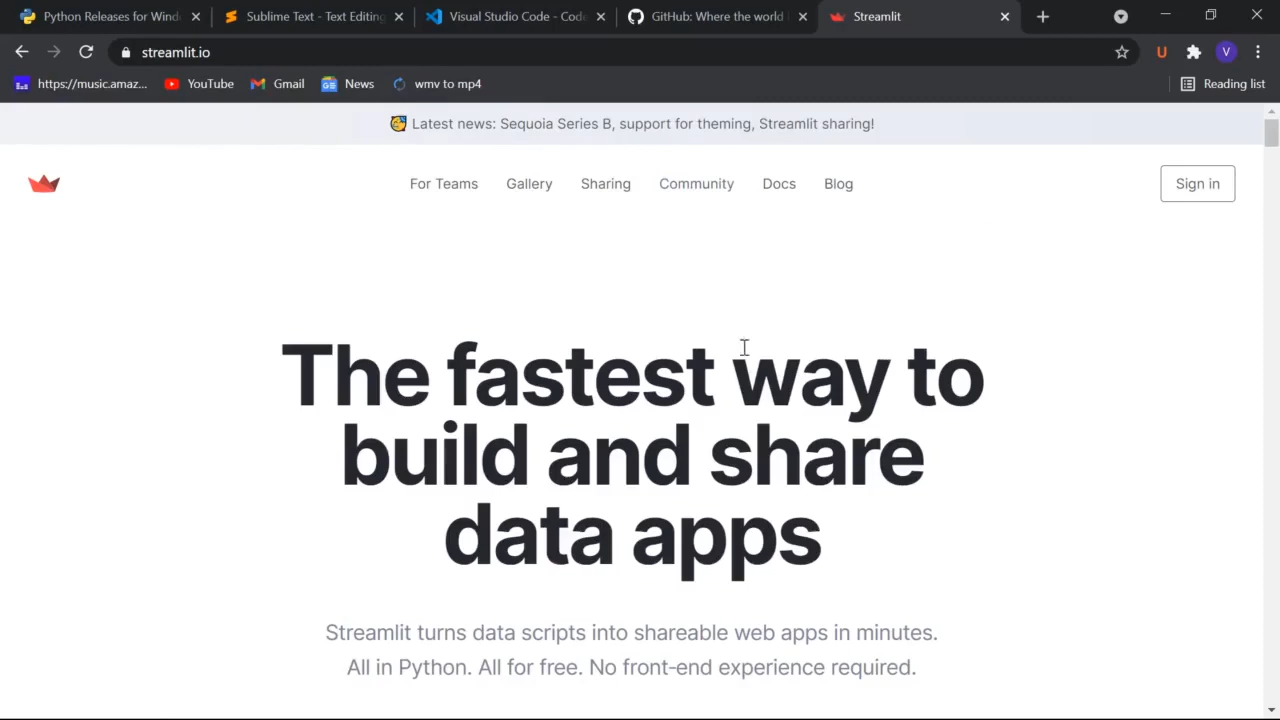 Python Releases for Wind
Sublime Text - Text Editing
Visual Studio Code - Code
GitHub: Where the world
Streamlit
V
streamlit.io
https://music.amaz...
YouTube
Gmail
News
wmv to mp4
Reading list
Latest news: Sequoia Series B, support for theming, Streamlit sharing!
For Teams
Gallery
Sharing
Community
Docs
Blog
Sign in
The fastest way to
build and share
data apps
Streamlit turns data scripts into shareable web apps in minutes.
All in Python. All for free. No front-end experience required.